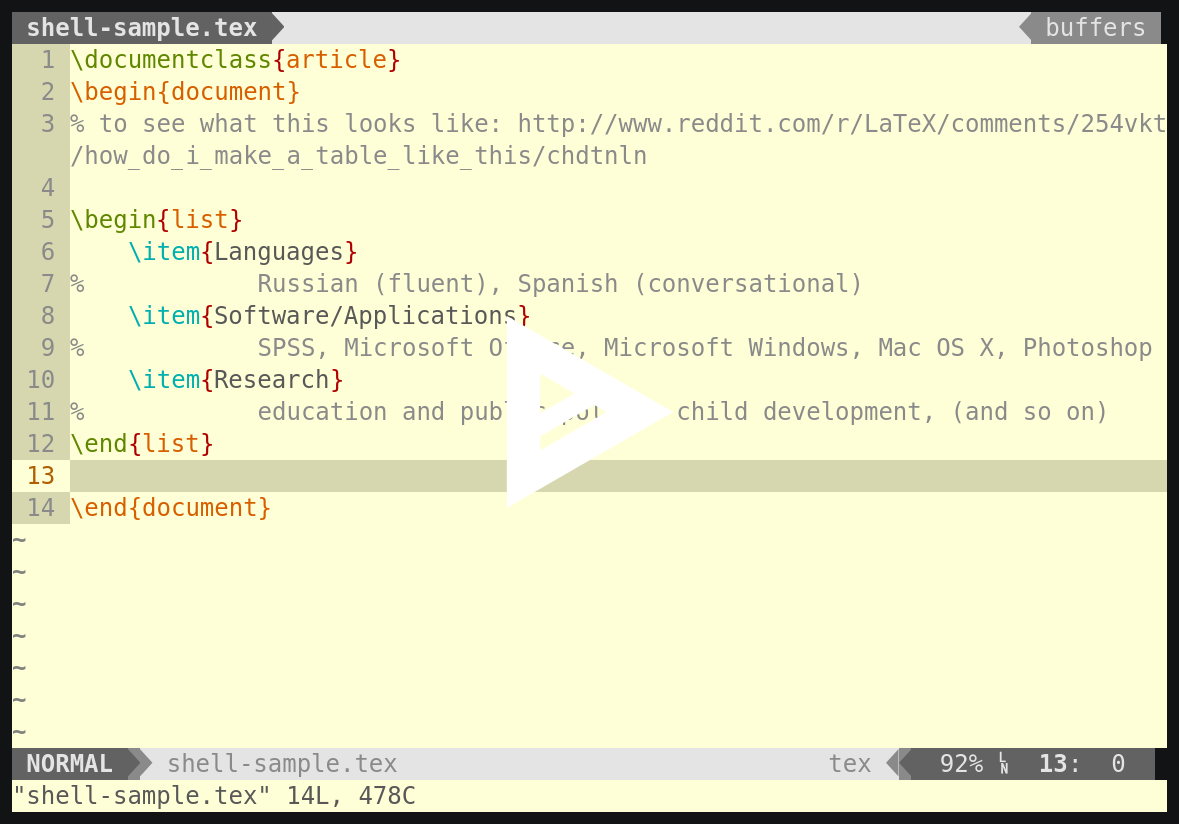 shell-sample.tex buffers
1 \documentclass{article}
2 \begin{document}
3 % to see what this looks like: http://www.reddit.com/r/LaTeX/comments/254vkt
/how_do_i_make_a_table_like_this/chdtnln
4
5 \begin{list}
6 \item{Languages}
7 % Russian (fluent), Spanish (conversational)
8 \item{Software/Applications}
9 % SPSS, Microsoft Office, Microsoft Windows, Mac OS X, Photoshop
10 \item{Research}
11 % education and public child development, (and so on)
12 \end{list}
13
14 \end{document}
~
~
~
~
~
~
~
NORMAL shell-sample.tex tex 92% LN 13: 0
"shell-sample.tex" 14L, 478C